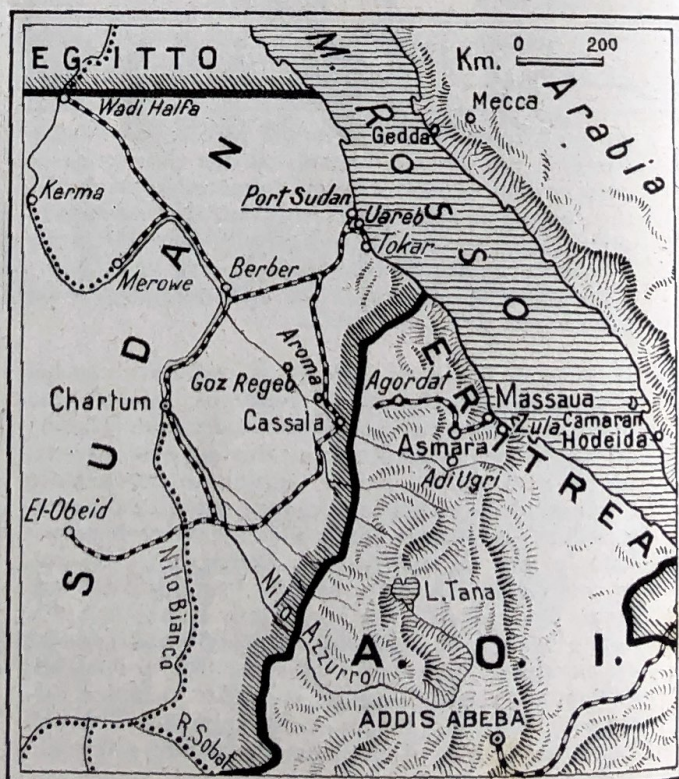 EGITTO
M. ROSSO
Km. 0 200
Arabia
Mecca
Gedda
Wadi Halfa
SUDAN
Kerma
Port Sudan
Uareb
Tokar
Merowe
Berber
Aroma
Goz Regeb
Chartum
Cassala
Agordat
ERITREA
Massaua
Zula
Camaran
Hodeida
Asmara
Adi Ugri
El-Obeid
Nilo Bianco
Nilo Azzurro
L. Tana
A. O. I.
ADDIS ABEBA
R. Sobat